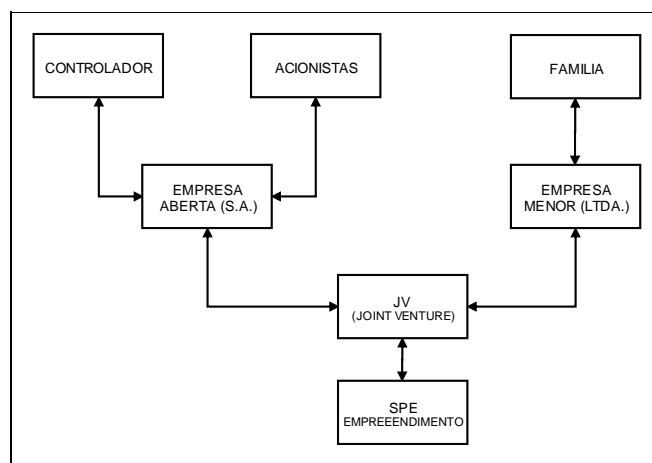 CONTROLADOR
ACIONISTAS
FAMILIA
EMPRESA
ABERTA (S.A.)
EMPRESA
MENOR (LTDA.)
JV
(JOINT VENTURE)
SPE
EMPREEENDIMENTO